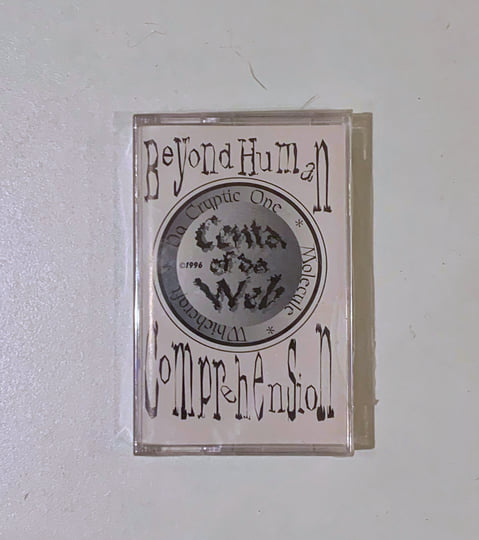 Beyond Human
Da Cryptic One * Molecule * Whichcraft *
Centa
of da
Web
©1996
Comprehension